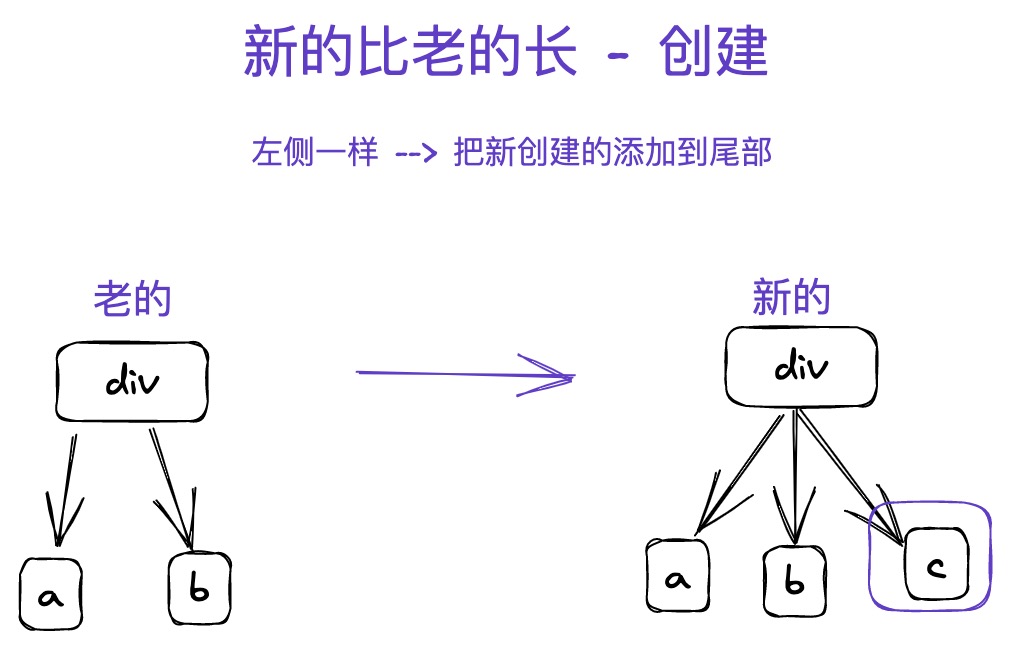 新的比老的长 - 创建
左侧一样 --> 把新创建的添加到尾部
老的
新的
div
div
a
b
a
b
c